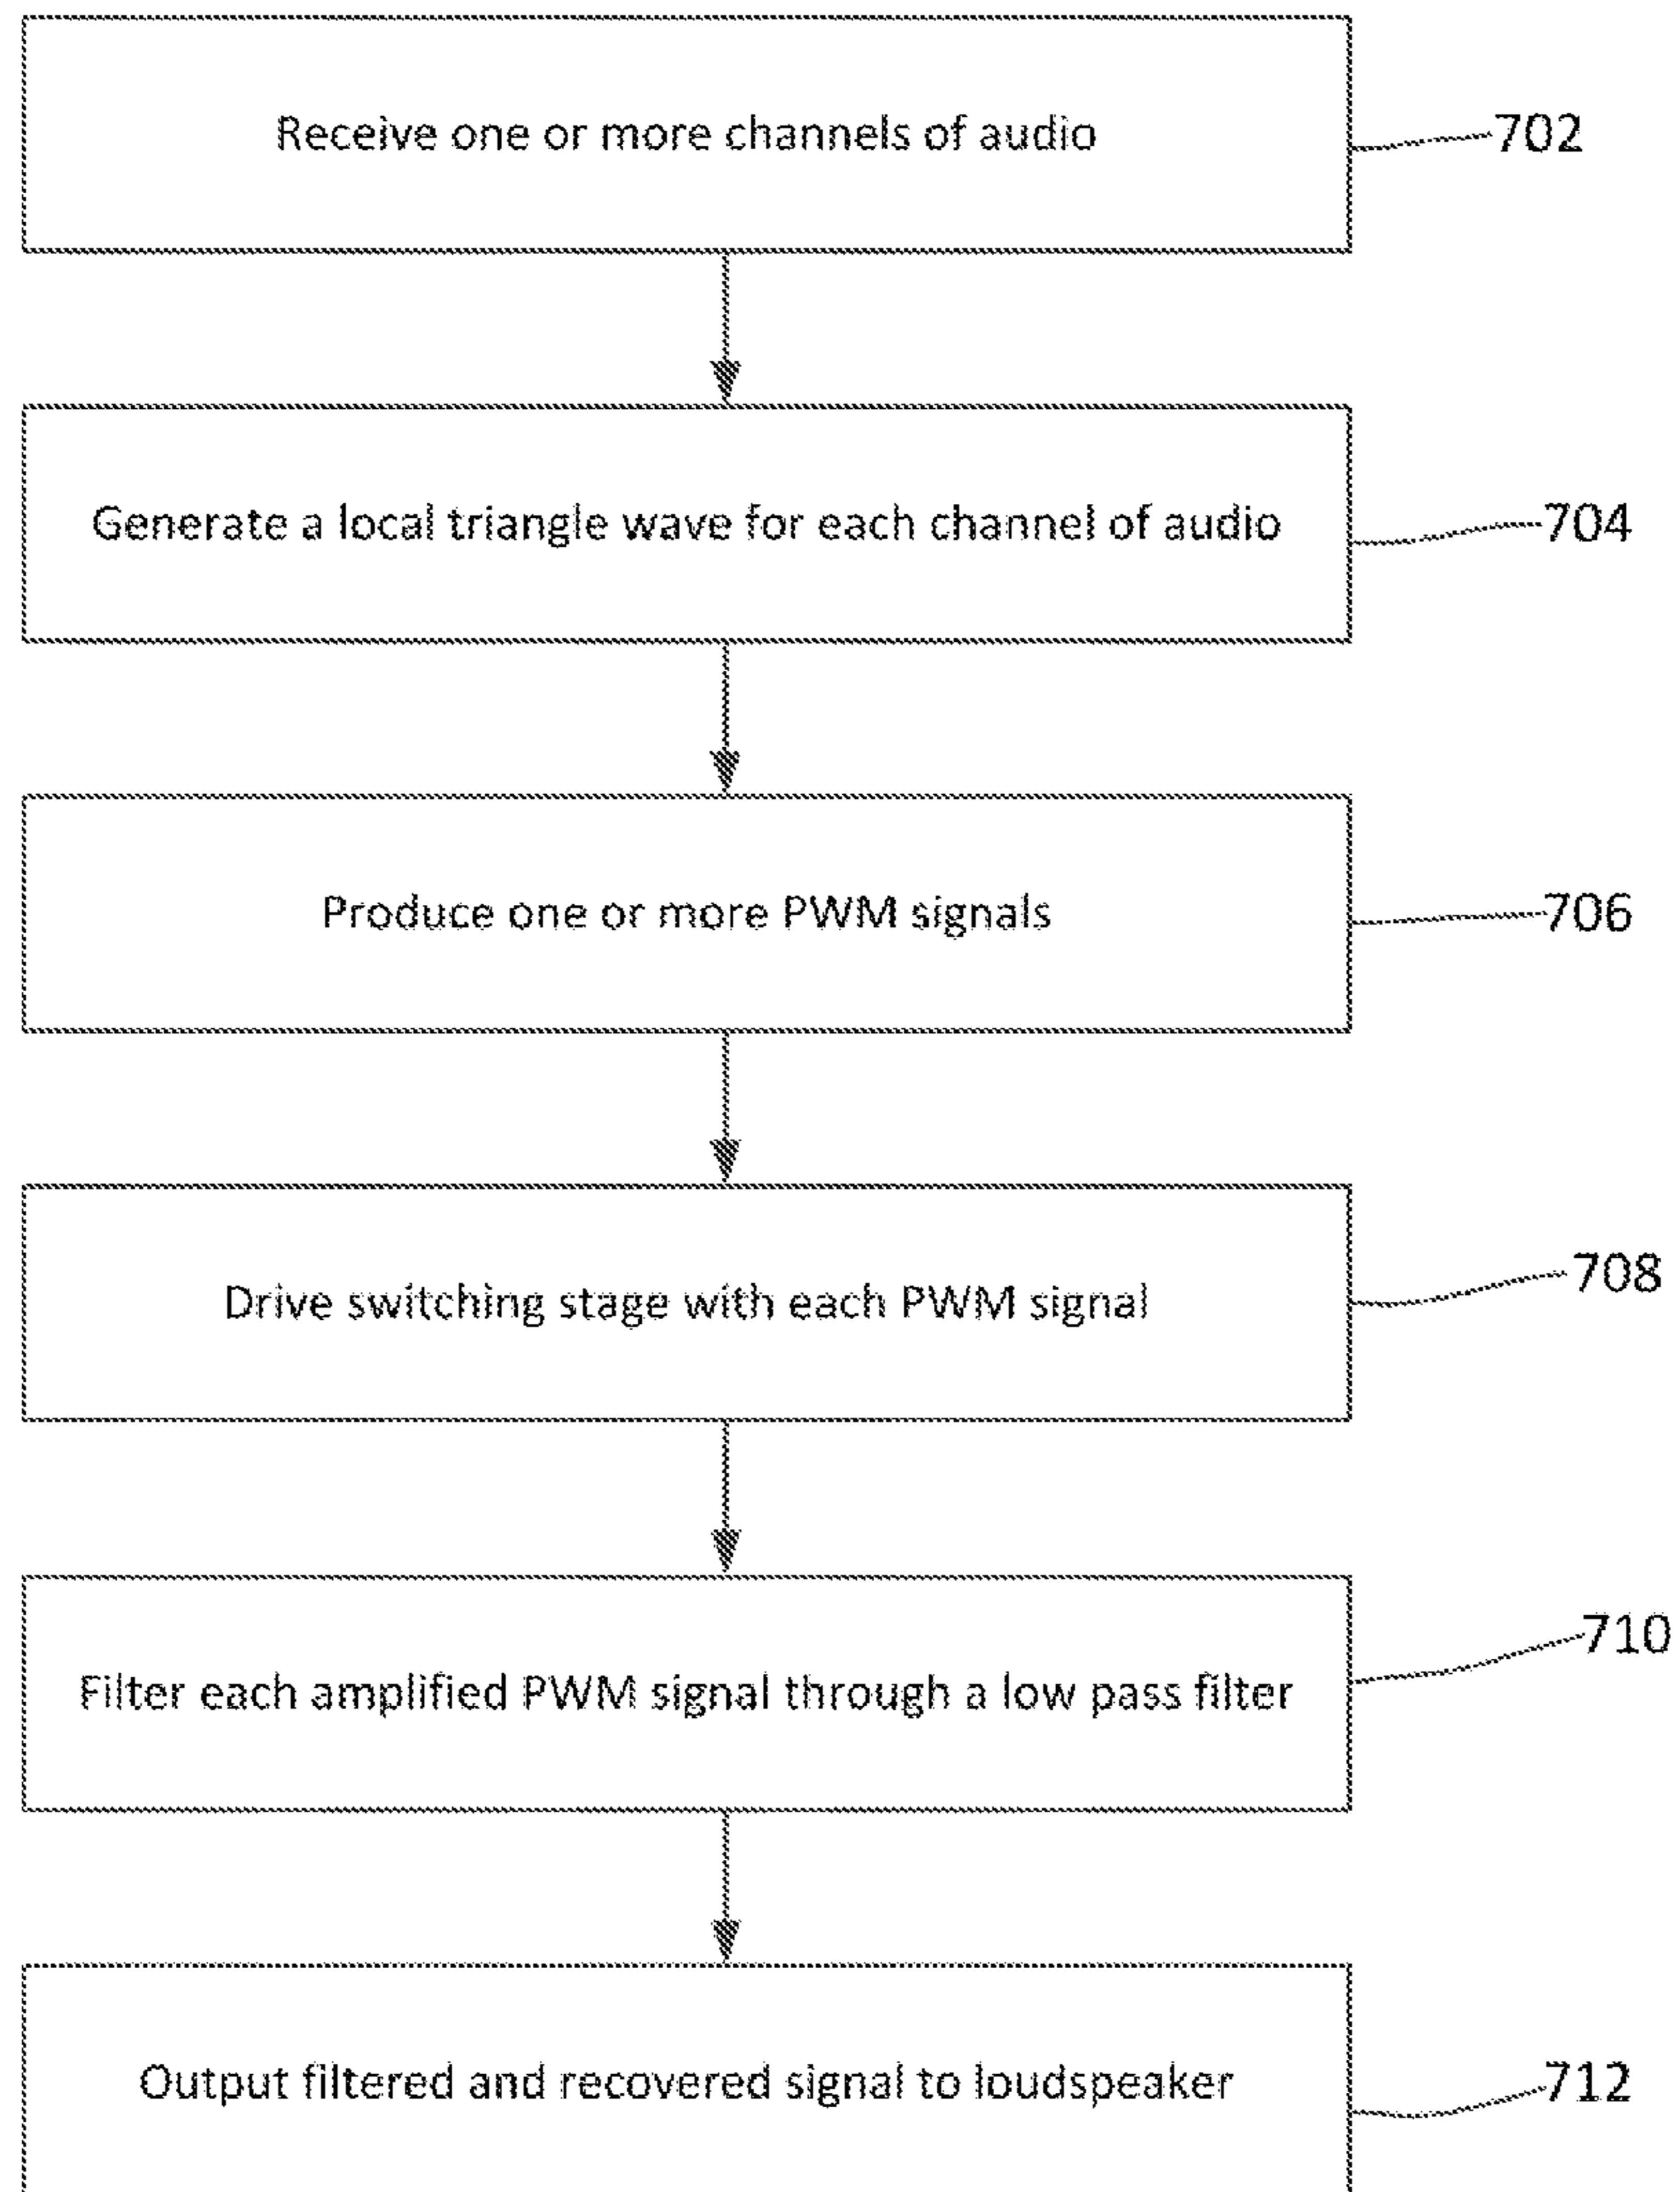 Receive one or more channels of audio
702
Generate a local triangle wave for each channel of audio
704
Produce one or more PWM signals
706
Drive switching stage with each PWM signal
708
Filter each amplified PWM signal through a low pass filter
710
Output filtered and recovered signal to loudspeaker
712